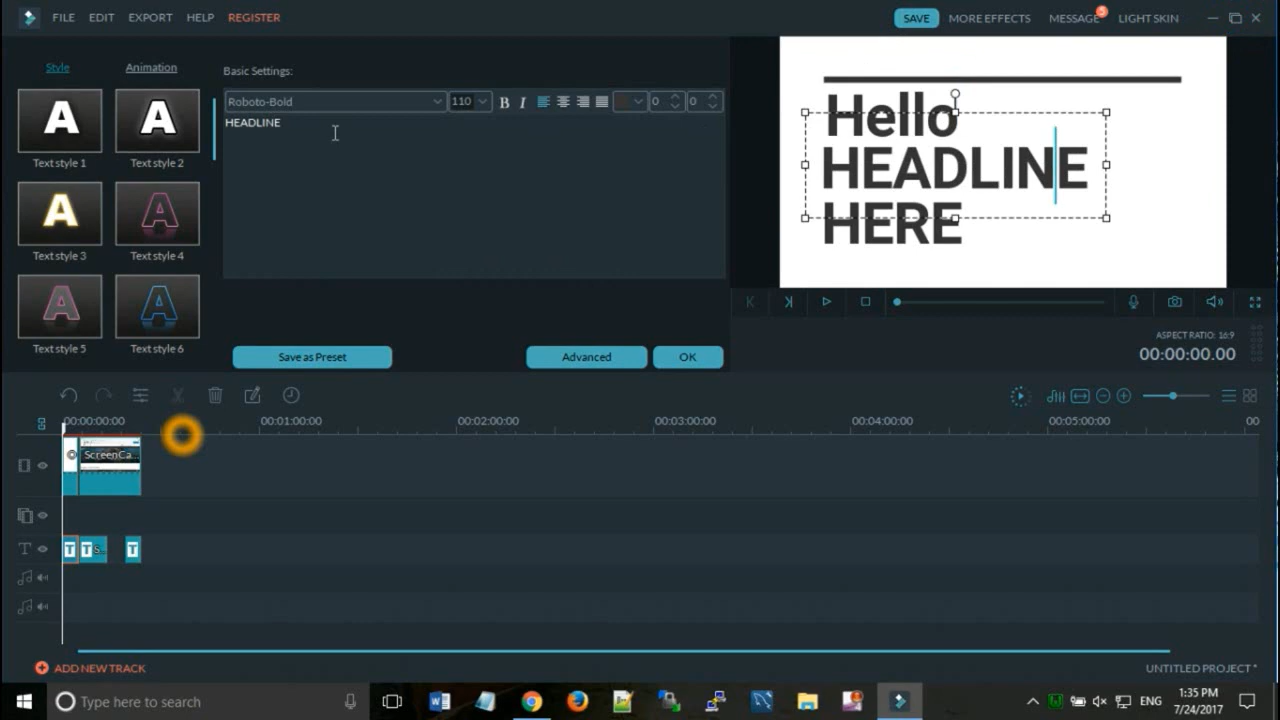 FILE EDIT EXPORT HELP REGISTER
SAVE MORE EFFECTS MESSAGE LIGHT SKIN
Style Animation
Basic Settings:
Roboto-Bold 110 B I 0 0
HEADLINE
A A
Text style 1 Text style 2
A A
Text style 3 Text style 4
A A
Text style 5 Text style 6
Save as Preset Advanced OK
Hello
HEADLINE
HERE
ASPECT RATIO: 16:9
00:00:00.00
00:00:00:00 00:01:00:00 00:02:00:00 00:03:00:00 00:04:00:00 00:05:00:00 00
ScreenCa...
T T T S... T
ADD NEW TRACK
UNTITLED PROJECT *
Type here to search
ENG
1:35 PM
7/24/2017